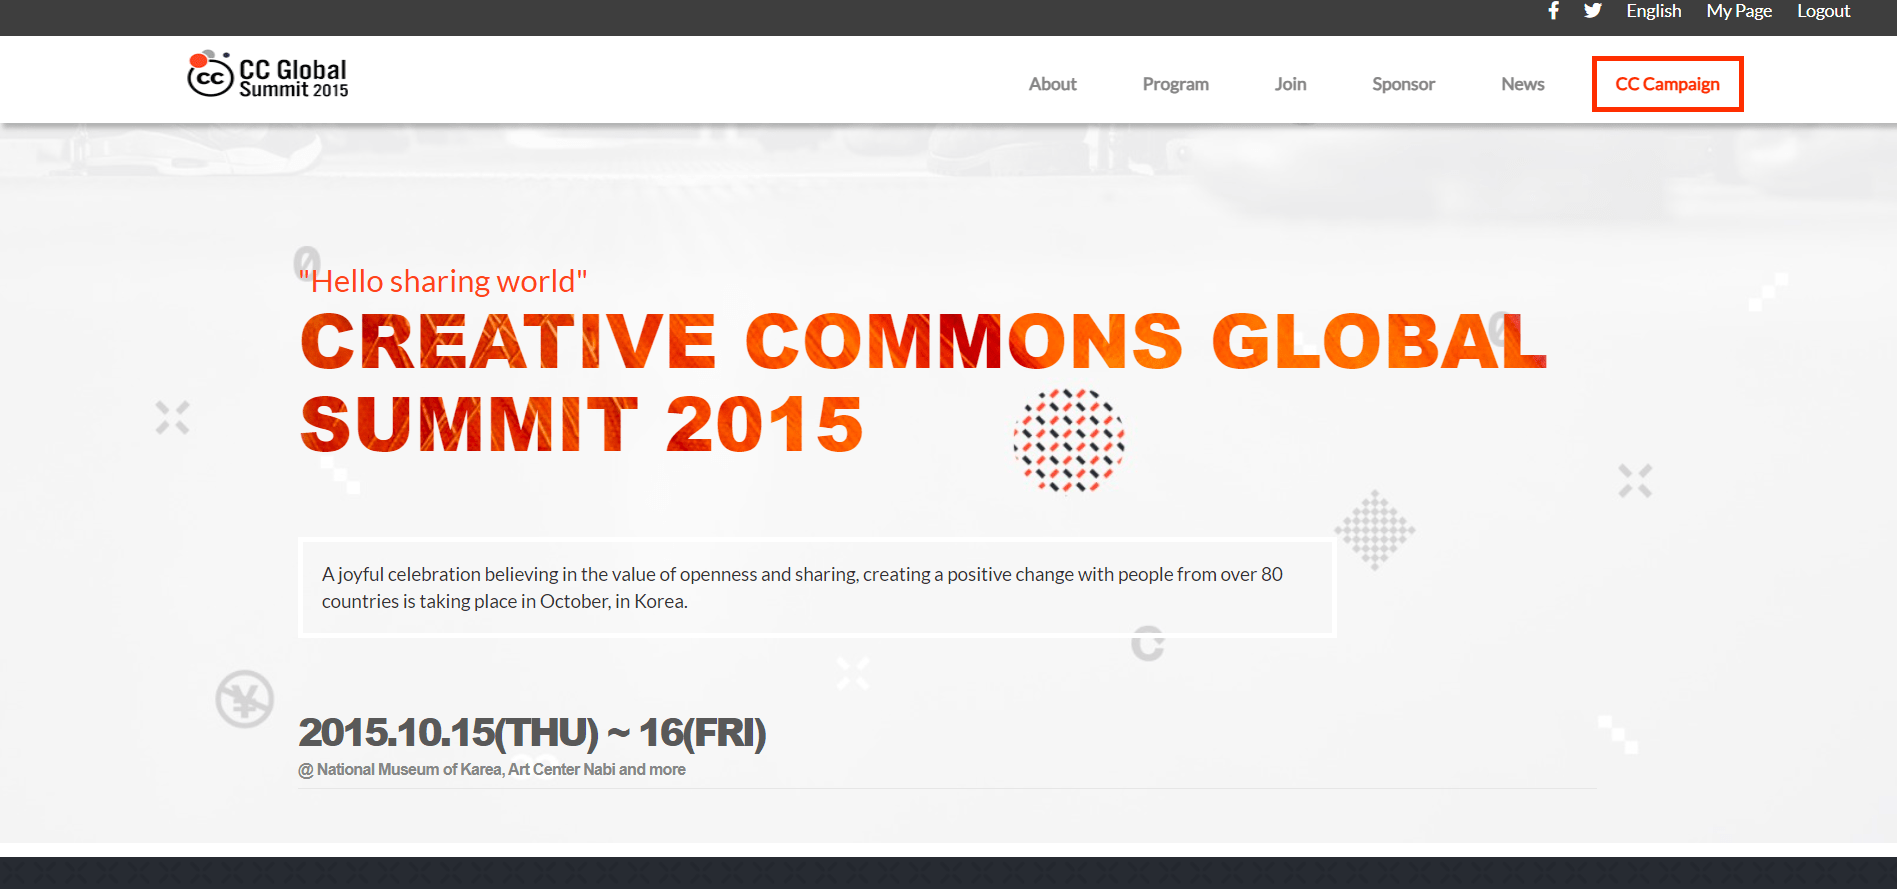 English My Page Logout
cc CC Global
Summit 2015
About Program Join Sponsor News CC Campaign
"Hello sharing world"
CREATIVE COMMONS GLOBAL
SUMMIT 2015
A joyful celebration believing in the value of openness and sharing, creating a positive change with people from over 80
countries is taking place in October, in Korea.
2015.10.15(THU) ~ 16(FRI)
@ National Museum of Karea, Art Center Nabi and more